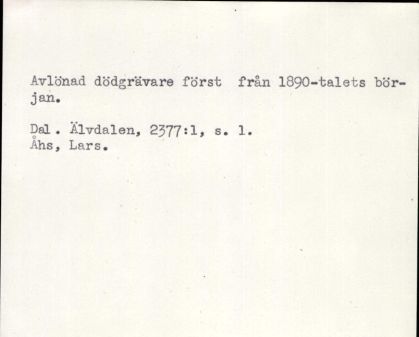 Avlönad dödgrävare först  från 1890-talets bör-
jan.
Dal. Älvdalen, 2377:1, s. 1.
Åhs, Lars.